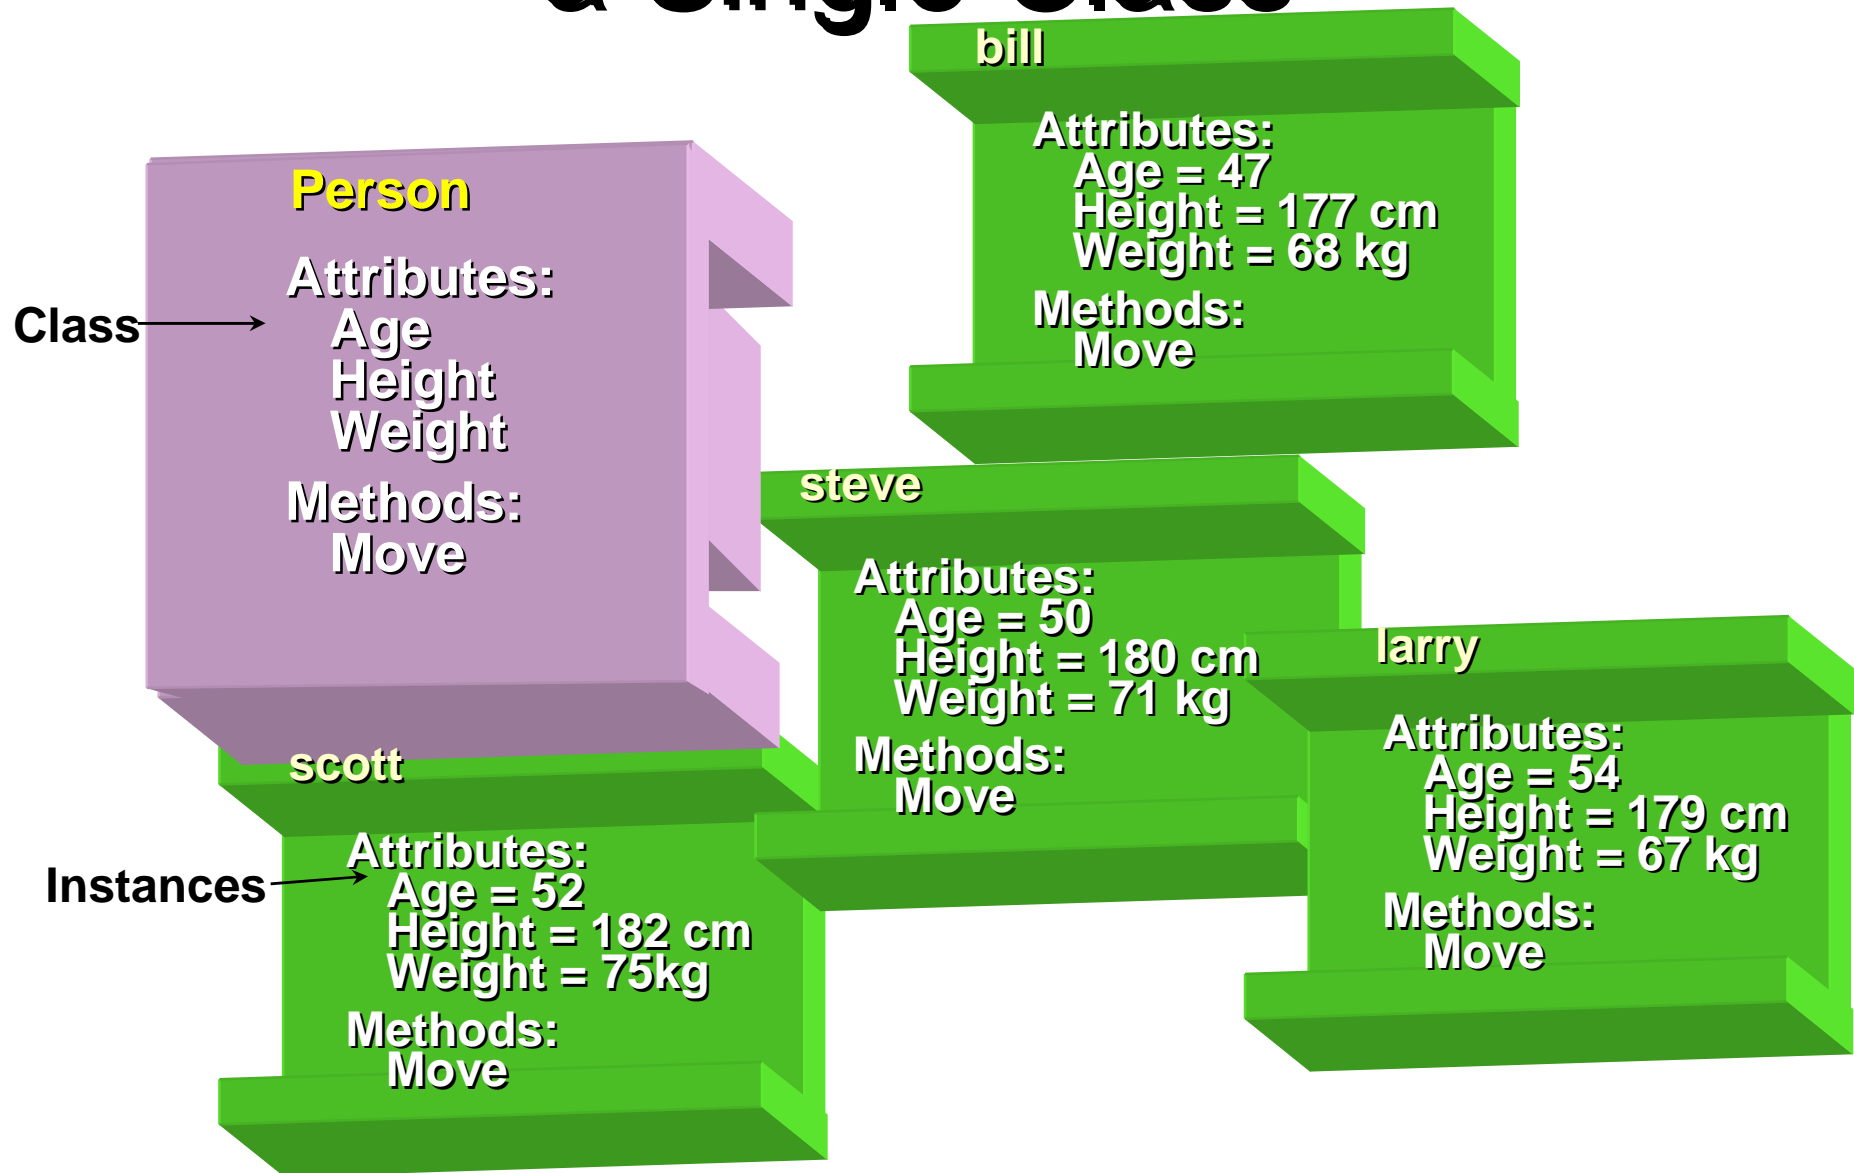 a Single Class
bill
Attributes:
Age = 47
Height = 177 cm
Weight = 68 kg
Methods:
Move
Person
Attributes:
Age
Height
Weight
Methods:
Move
Class
steve
Attributes:
Age = 50
Height = 180 cm
Weight = 71 kg
Methods:
Move
larry
Attributes:
Age = 54
Height = 179 cm
Weight = 67 kg
Methods:
Move
scott
Attributes:
Age = 52
Height = 182 cm
Weight = 75kg
Methods:
Move
Instances